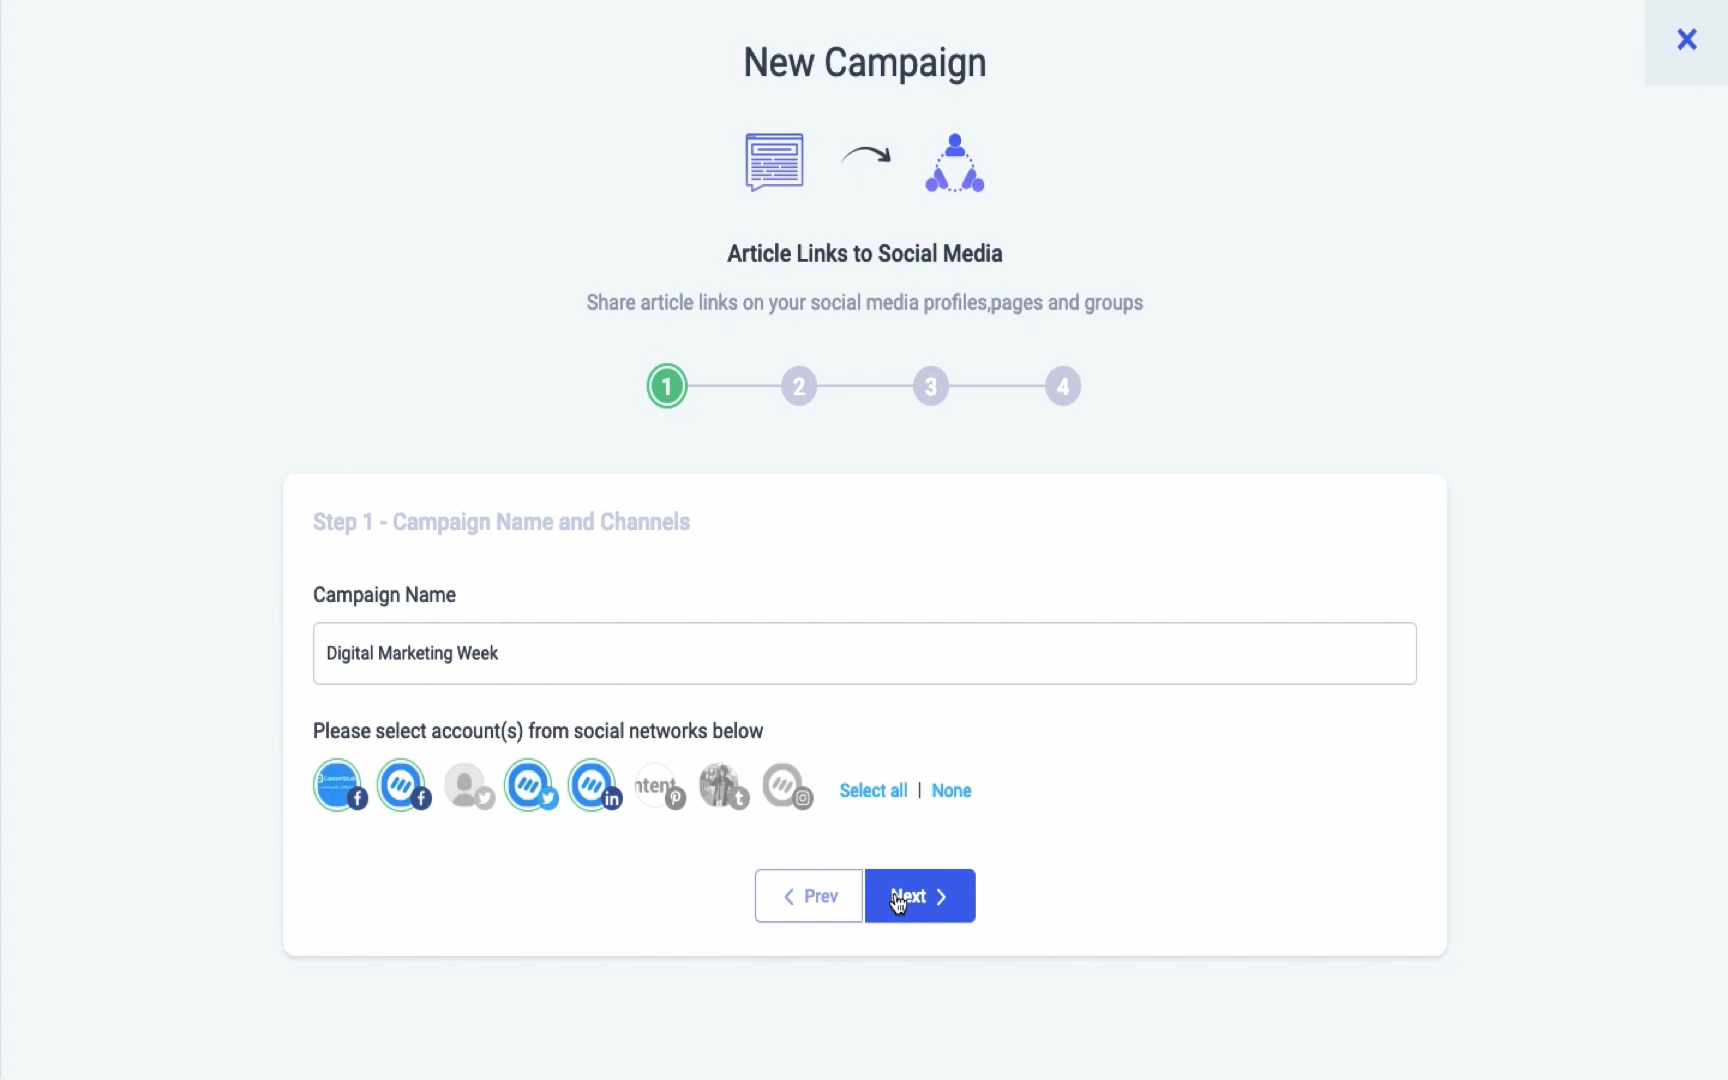 New Campaign
Article Links to Social Media
Share article links on your social media profiles,pages and groups
1 2 3 4
Step 1 - Campaign Name and Channels
Campaign Name
Digital Marketing Week
Please select account(s) from social networks below
Select all | None
Prev Next